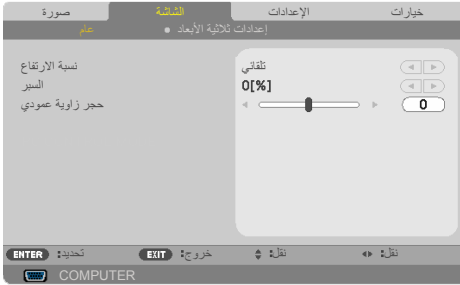 صورة الشاشة الإعدادات خيارات
عام ● إعدادات ثلاثية الأبعاد
نسبة الارتفاع تلقائي
السبر 0[%]
حجر زاوية عمودي 0
ENTER تحديد: EXIT خروج: نقل: نقل:
COMPUTER